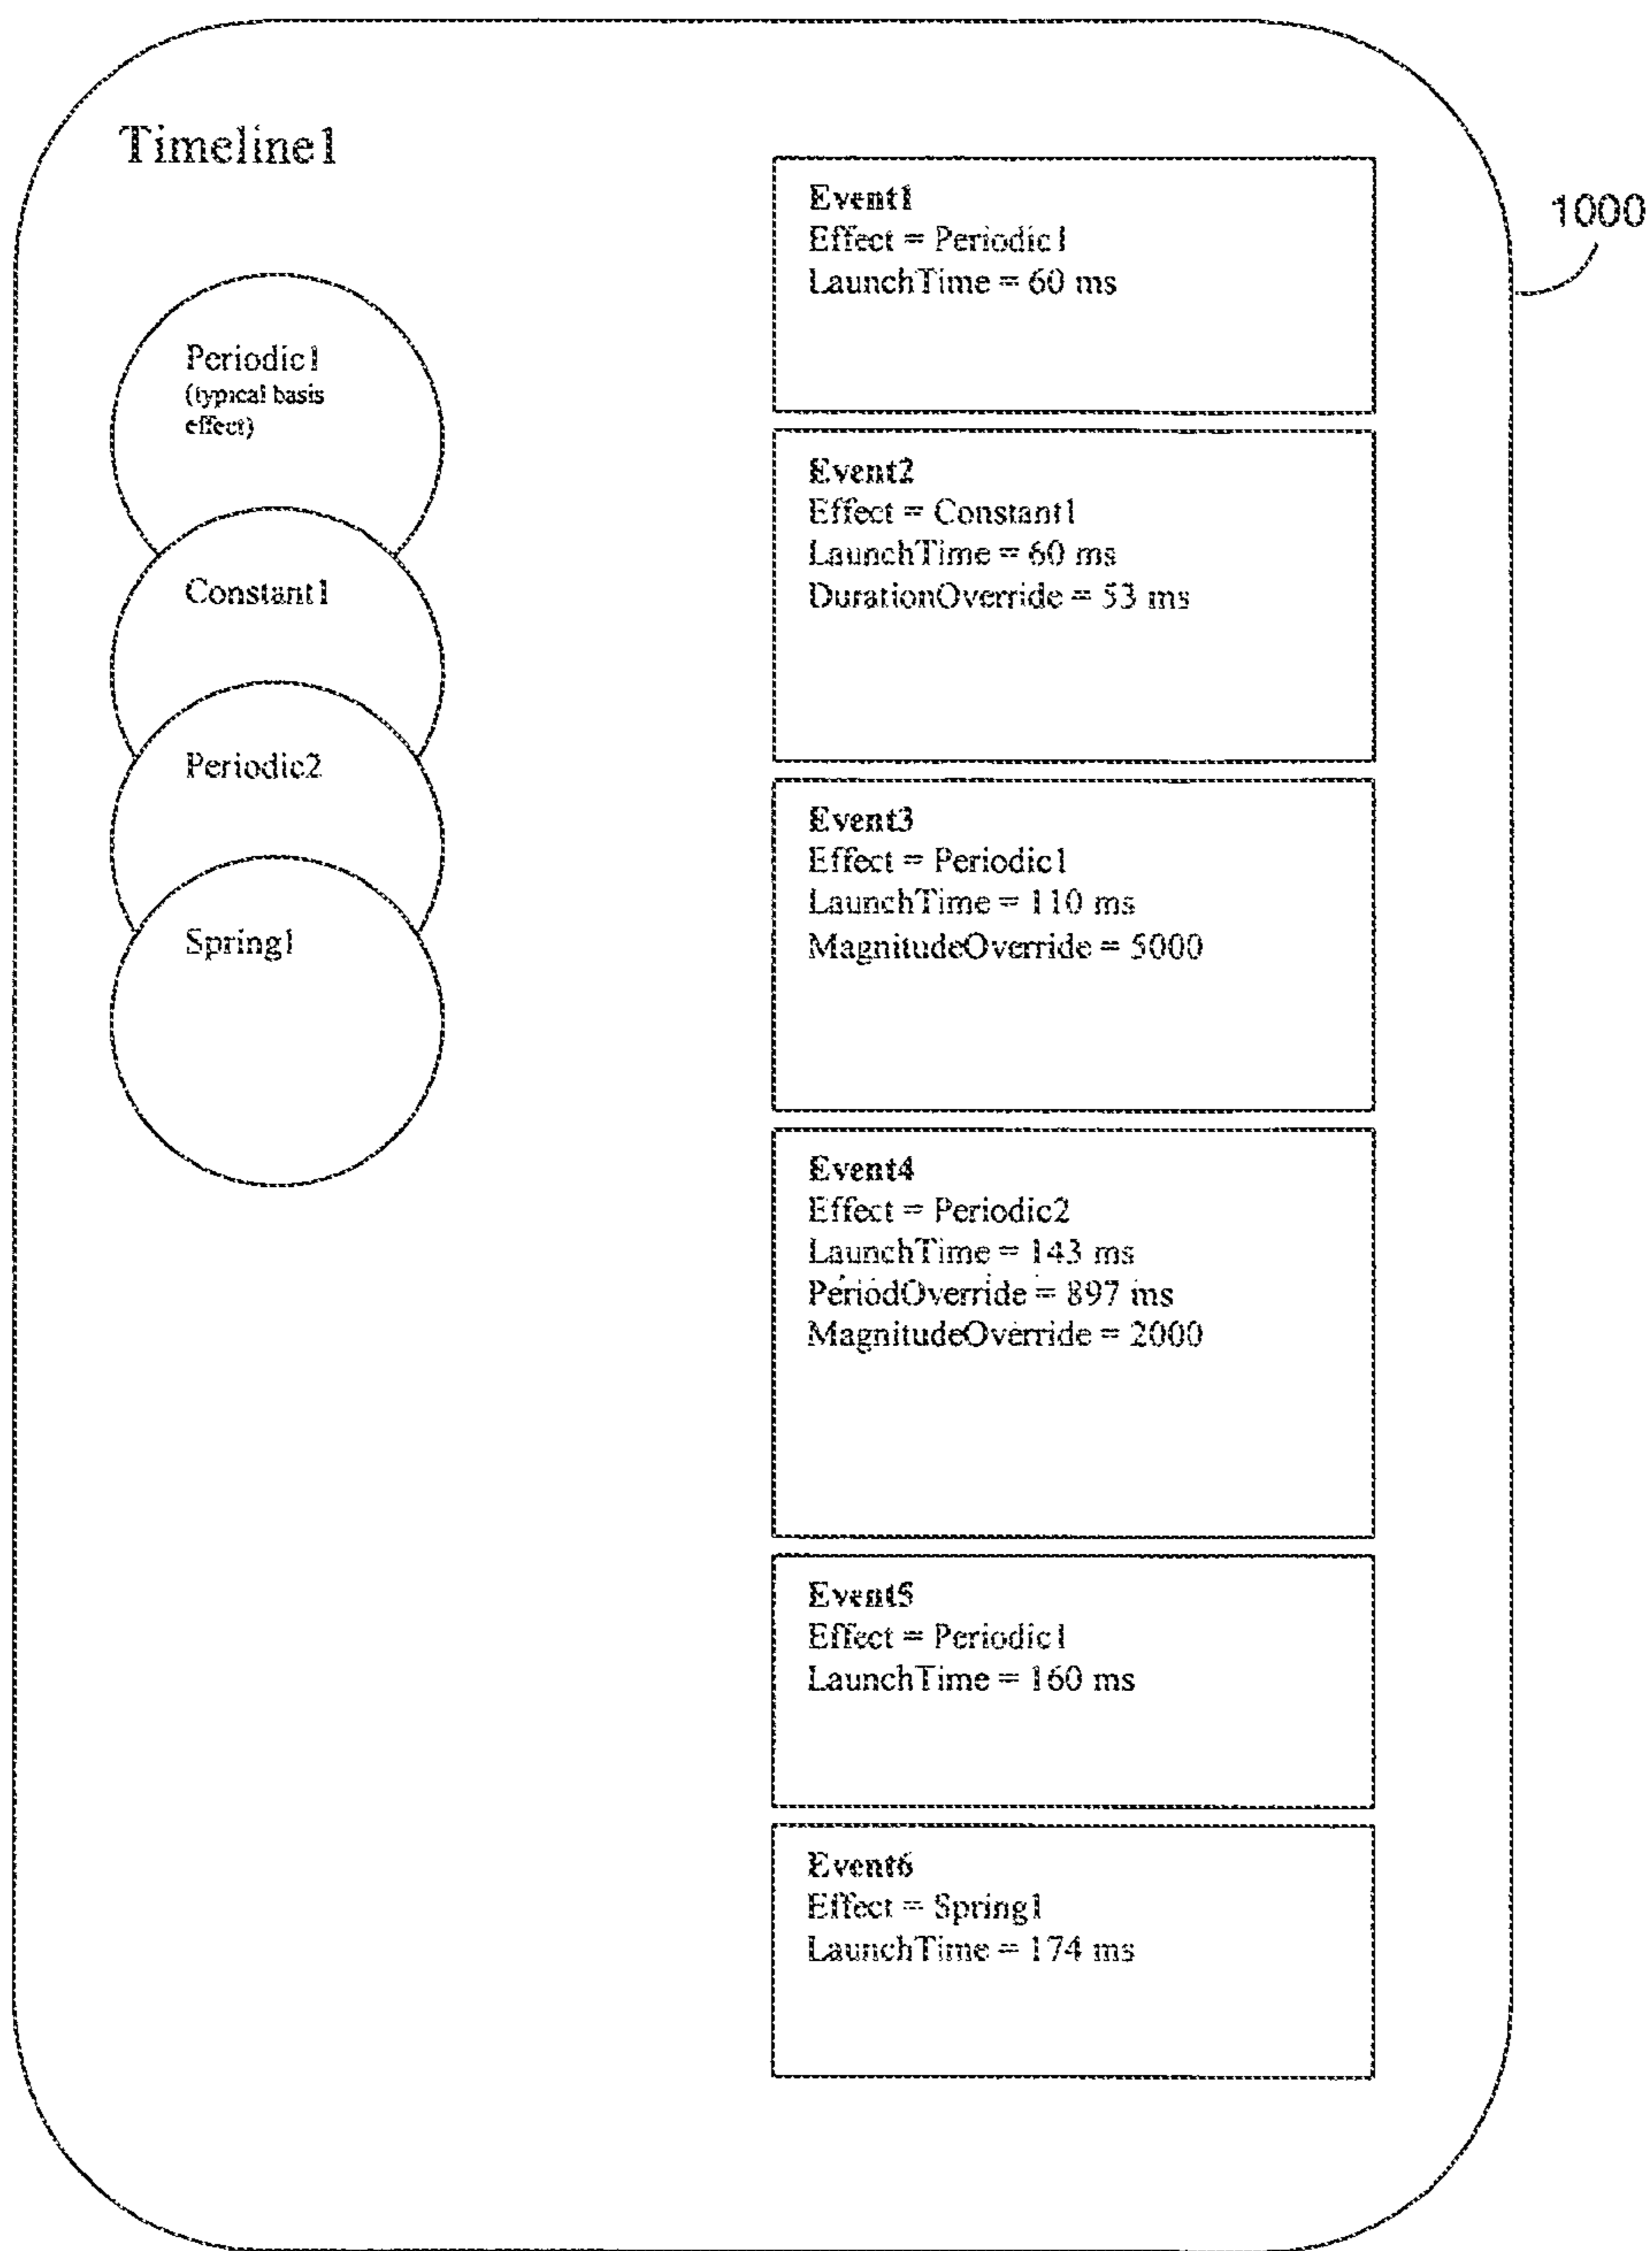 Timeline1
1000
Periodic1
(typical basis
effect)
Constant1
Periodic2
Spring1
Event1
Effect = Periodic1
LaunchTime = 60 ms
Event2
Effect = Constant1
LaunchTime = 60 ms
DurationOverride = 53 ms
Event3
Effect = Periodic1
LaunchTime = 110 ms
MagnitudeOverride = 5000
Event4
Effect = Periodic2
LaunchTime = 143 ms
PeriodOverride = 897 ms
MagnitudeOverride = 2000
Event5
Effect = Periodic1
LaunchTime = 160 ms
Event6
Effect = Spring1
LaunchTime = 174 ms